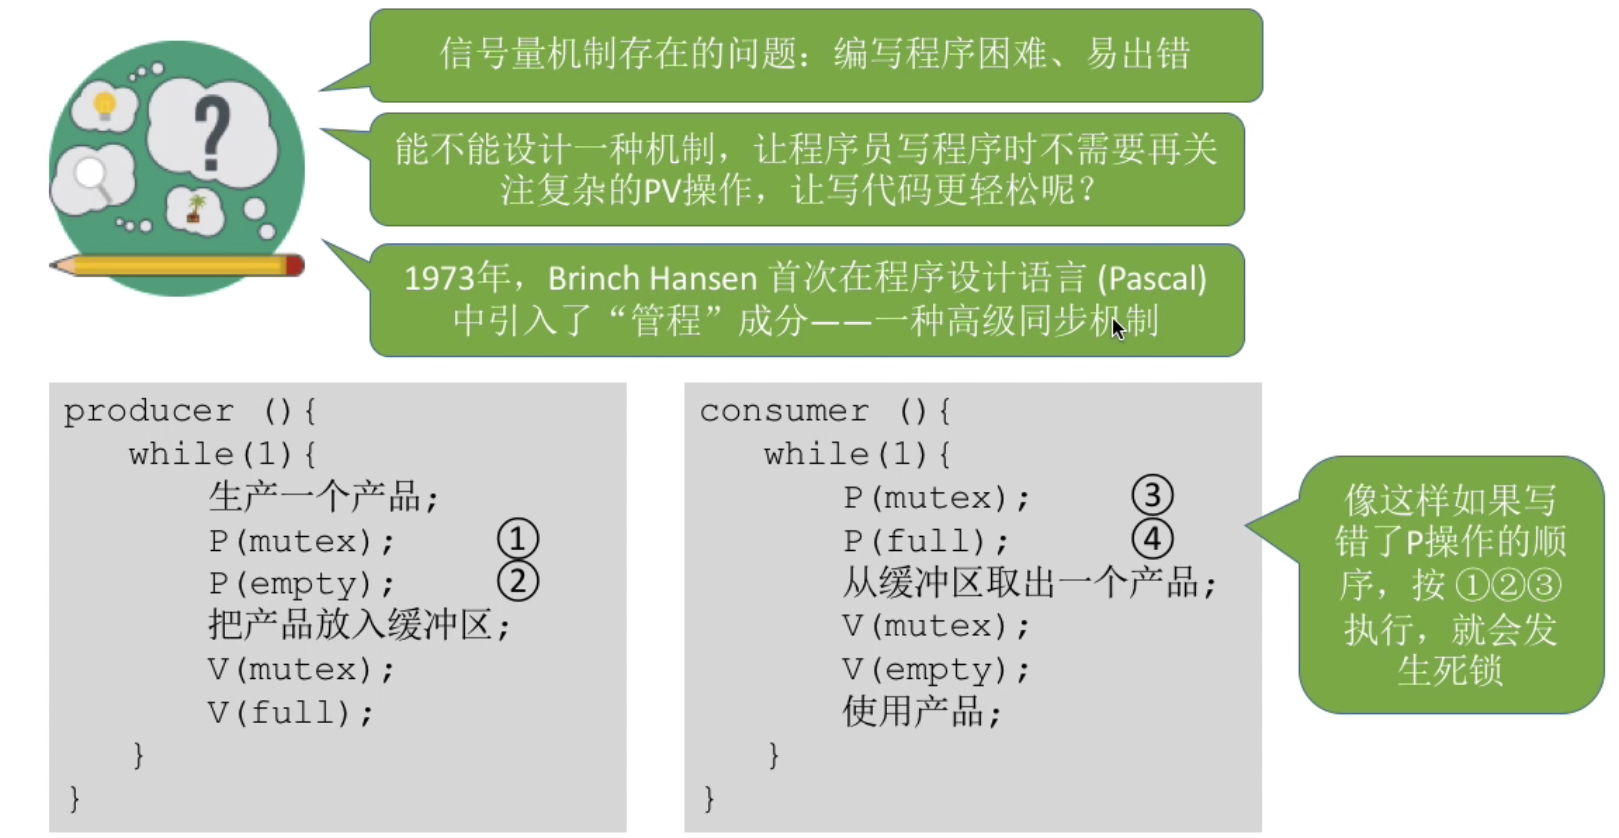 信号量机制存在的问题：编写程序困难、易出错
能不能设计一种机制，让程序员写程序时不需要再关
注复杂的PV操作，让写代码更轻松呢？
1973年，Brinch Hansen 首次在程序设计语言 (Pascal)
中引入了“管程”成分——一种高级同步机制
producer (){
while(1){
生产一个产品;
P(mutex); ①
P(empty); ②
把产品放入缓冲区;
V(mutex);
V(full);
}
}
consumer (){
while(1){
P(mutex); ③
P(full); ④
从缓冲区取出一个产品;
V(mutex);
V(empty);
使用产品;
}
}
像这样如果写
错了P操作的顺
序，按 ①②③
执行，就会发
生死锁